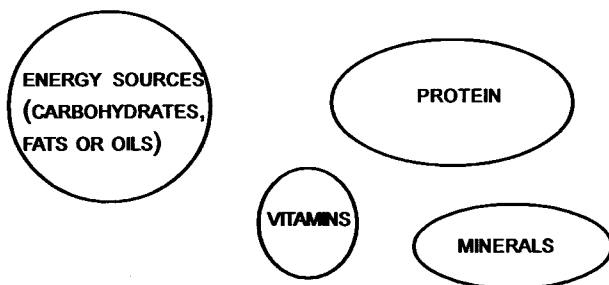 ENERGY SOURCES
(CARBOHYDRATES,
FATS OR OILS)
PROTEIN
VITAMINS
MINERALS